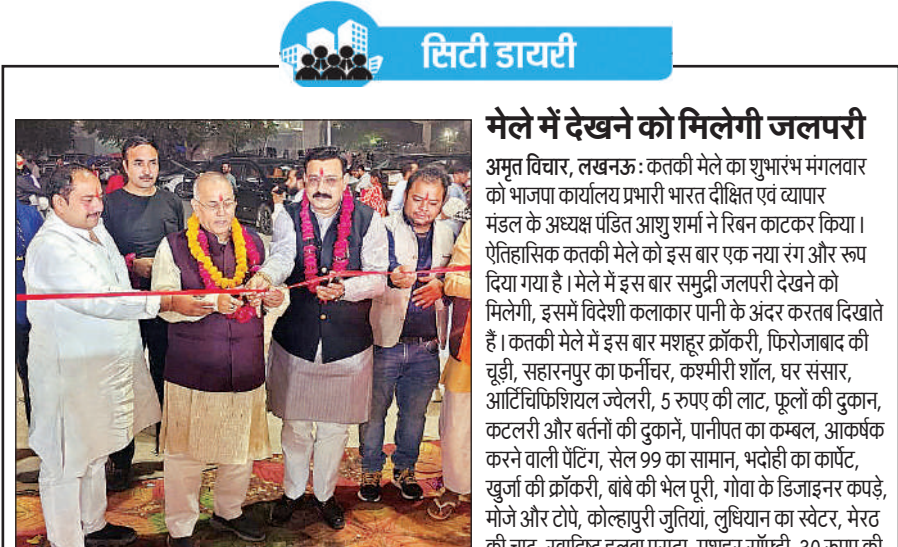 सिटी डायरी
मेले में देखने को मिलेगी जलपरी
अमृत विचार, लखनऊ : कतकी मेले का शुभारंभ मंगलवार
को भाजपा कार्यालय प्रभारी भारत दीक्षित एवं व्यापार
मंडल के अध्यक्ष पंडित आशु शर्मा ने रिबन काटकर किया।
ऐतिहासिक कतकी मेले को इस बार एक नया रंग और रूप
दिया गया है। मेले में इस बार समुद्री जलपरी देखने को
मिलेगी, इसमें विदेशी कलाकार पानी के अंदर करतब दिखाते
हैं। कतकी मेले में इस बार मशहूर क्रॉकरी, फिरोजाबाद की
चूड़ी, सहारनपुर का फर्नीचर, कश्मीरी शॉल, घर संसार,
आर्टिचिफिशियल ज्वेलरी, 5 रुपए की लाट, फूलों की दुकान,
कटलरी और बर्तनों की दुकानें, पानीपत का कम्बल, आकर्षक
करने वाली पेंटिंग, सेल 99 का सामान, भदोही का कार्पेट,
खुर्जा की क्रॉकरी, बांबे की भेल पूरी, गोवा के डिजाइनर कपड़े,
मोजे और टोपे, कोल्हापुरी जुतियां, लुधियान का स्वेटर, मेरठ